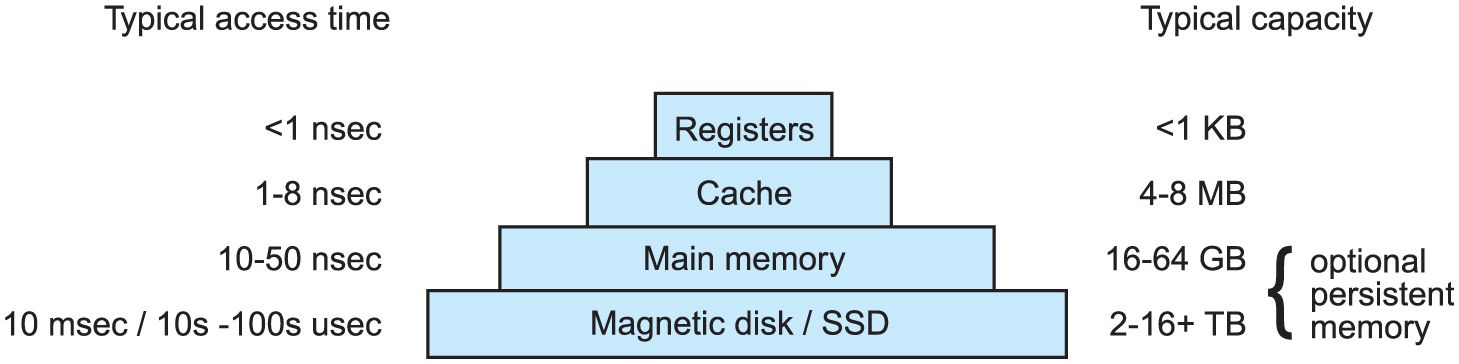 Typical access time
Typical capacity
<1 nsec
Registers
<1 KB
1-8 nsec
Cache
4-8 MB
10-50 nsec
Main memory
16-64 GB
10 msec / 10s -100s usec
Magnetic disk / SSD
2-16+ TB
{ optional
persistent
memory